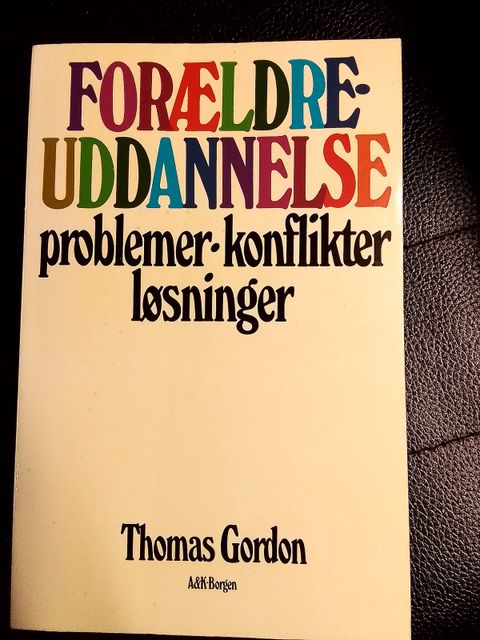 FORÆLDRE-
UDDANNELSE
problemer·konflikter
løsninger
Thomas Gordon
A&K-Borgen